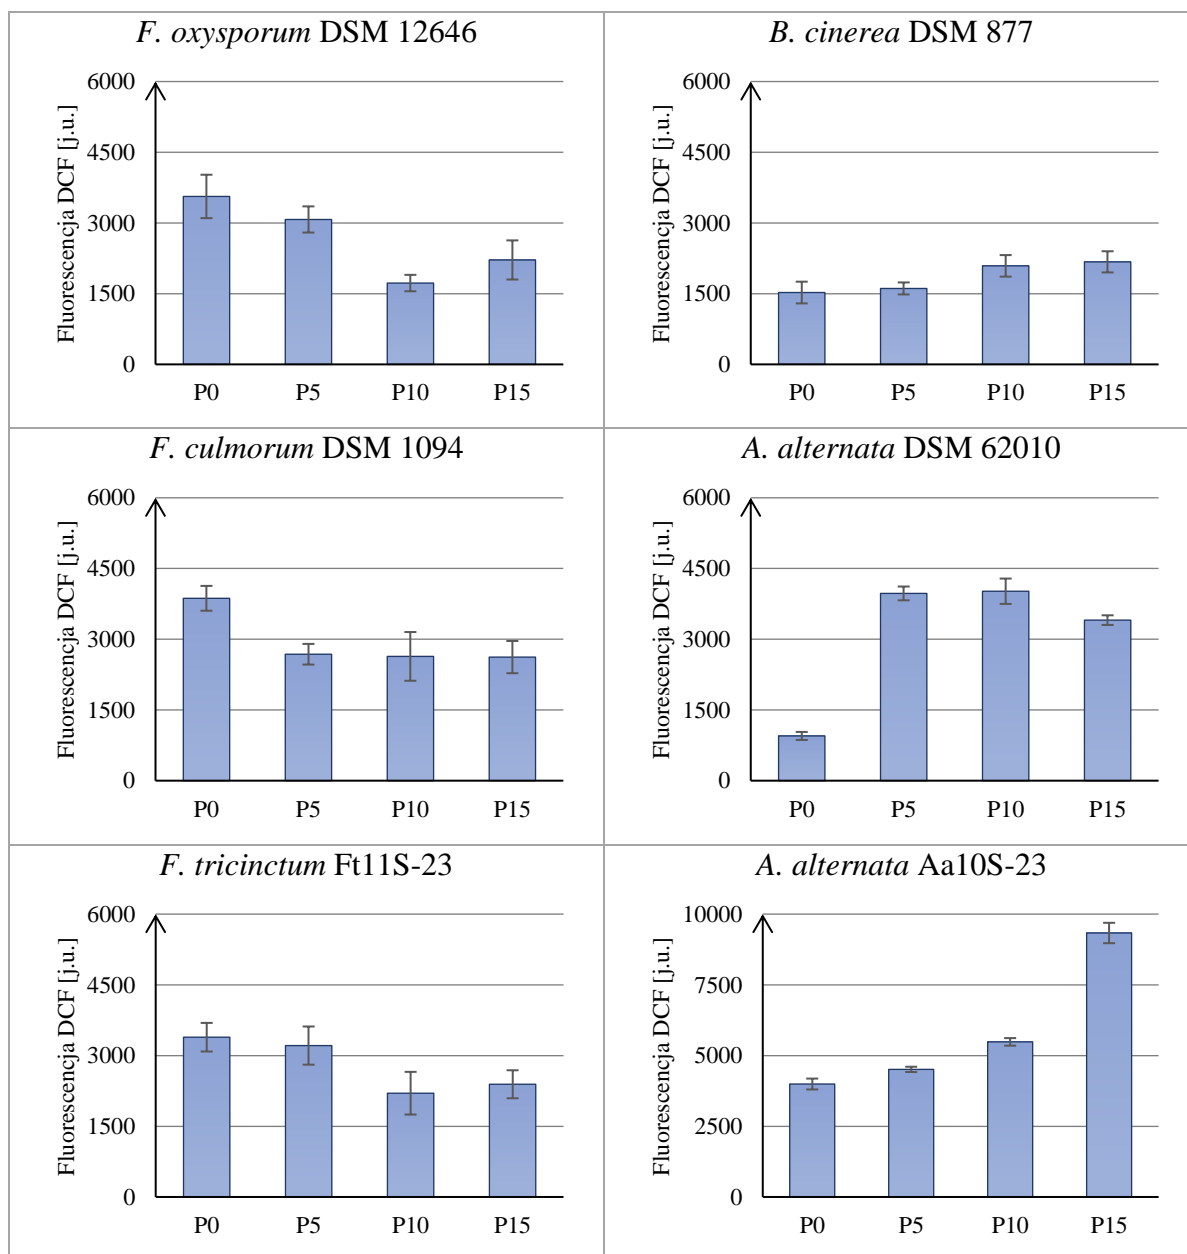 F. oxysporum DSM 12646
Fluorescencja DCF [j.u.]
6000
4500
3000
1500
0
P0 P5 P10 P15
B. cinerea DSM 877
Fluorescencja DCF [j.u.]
6000
4500
3000
1500
0
P0 P5 P10 P15
F. culmorum DSM 1094
Fluorescencja DCF [j.u.]
6000
4500
3000
1500
0
P0 P5 P10 P15
A. alternata DSM 62010
Fluorescencja DCF [j.u.]
6000
4500
3000
1500
0
P0 P5 P10 P15
F. tricinctum Ft11S-23
Fluorescencja DCF [j.u.]
6000
4500
3000
1500
0
P0 P5 P10 P15
A. alternata Aa10S-23
Fluorescencja DCF [j.u.]
10000
7500
5000
2500
0
P0 P5 P10 P15